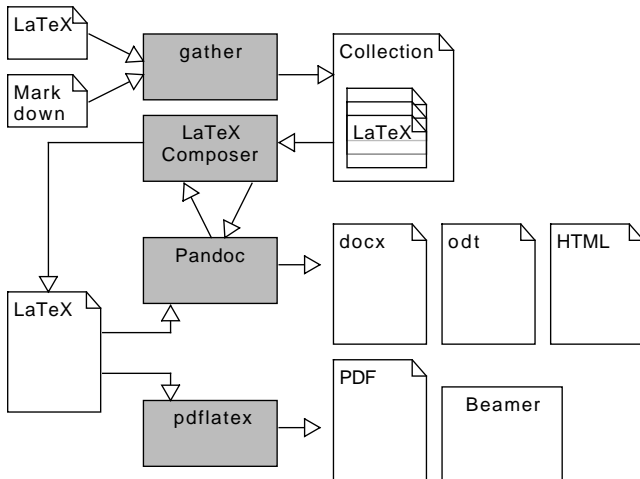 LaTeX
gather
Collection
Mark
down
LaTeX
LaTeX
Composer
Pandoc
docx
odt
HTML
LaTeX
PDF
pdflatex
Beamer